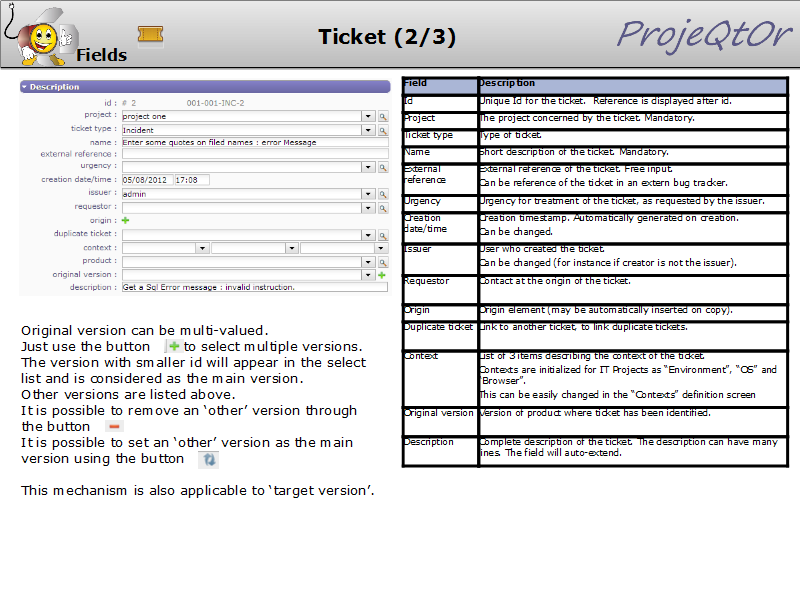 Fields
Ticket (2/3)
ProjeQtOr
Description
id : # 2 001-001-INC-2
project : project one
ticket type : Incident
name : Enter some quotes on filed names : error Message
external reference :
urgency :
creation date/time : 05/08/2012 17:08
issuer : admin
requestor :
origin :
duplicate ticket :
context :
product :
original version :
description : Get a Sql Error message : invalid instruction.
Original version can be multi-valued.
Just use the button to select multiple versions.
The version with smaller id will appear in the select
list and is considered as the main version.
Other versions are listed above.
It is possible to remove an ‘other’ version through
the button
It is possible to set an ‘other’ version as the main
version using the button
This mechanism is also applicable to ‘target version’.
Field Description
Id Unique Id for the ticket. Reference is displayed after id.
Project The project concerned by the ticket. Mandatory.
Ticket type Type of ticket.
Name Short description of the ticket. Mandatory.
External reference External reference of the ticket. Free input.
Can be reference of the ticket in an extern bug tracker.
Urgency Urgency for treatment of the ticket, as requested by the issuer.
Creation date/time Creation timestamp. Automatically generated on creation.
Can be changed.
Issuer User who created the ticket.
Can be changed (for instance if creator is not the issuer).
Requestor Contact at the origin of the ticket.
Origin Origin element (may be automatically inserted on copy).
Duplicate ticket Link to another ticket, to link duplicate tickets.
Context List of 3 items describing the context of the ticket.
Contexts are initialized for IT Projects as “Environment”, “OS” and
“Browser”.
This can be easily changed in the “Contexts” definition screen
Original version Version of product where ticket has been identified.
Description Complete description of the ticket. The description can have many
lines. The field will auto-extend.